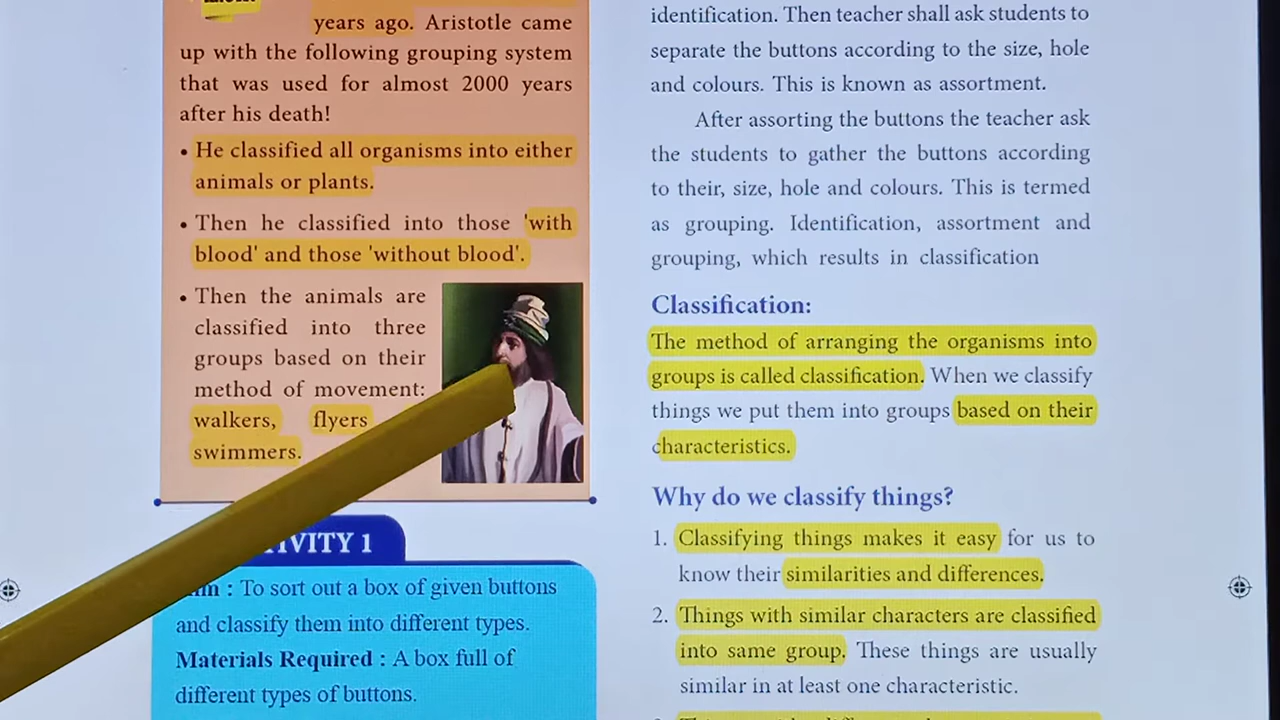 years ago. Aristotle came
up with the following grouping system
that was used for almost 2000 years
after his death!
• He classified all organisms into either
animals or plants.
• Then he classified into those 'with
blood' and those 'without blood'.
• Then the animals are
classified into three
groups based on their
method of movement:
walkers, flyers
swimmers.
IVITY 1
: To sort out a box of given buttons
and classify them into different types.
Materials Required : A box full of
different types of buttons.
identification. Then teacher shall ask students to
separate the buttons according to the size, hole
and colours. This is known as assortment.
After assorting the buttons the teacher ask
the students to gather the buttons according
to their, size, hole and colours. This is termed
as grouping. Identification, assortment and
grouping, which results in classification
Classification:
The method of arranging the organisms into
groups is called classification. When we classify
things we put them into groups based on their
characteristics.
Why do we classify things?
1. Classifying things makes it easy for us to
know their similarities and differences.
2. Things with similar characters are classified
into same group. These things are usually
similar in at least one characteristic.